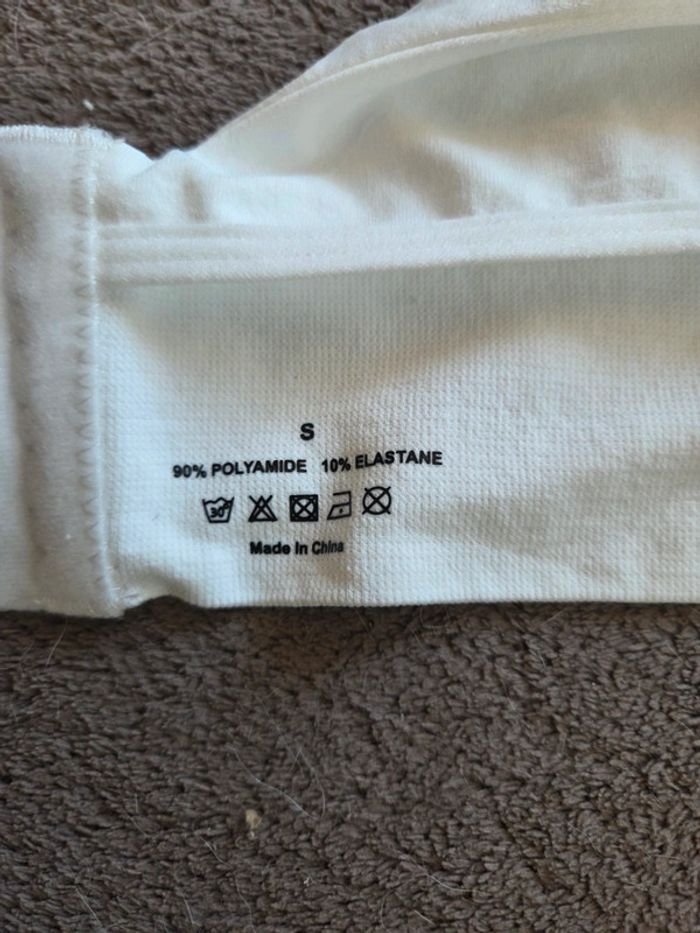 S
90% POLYAMIDE 10% ELASTANE
30°
Made In China